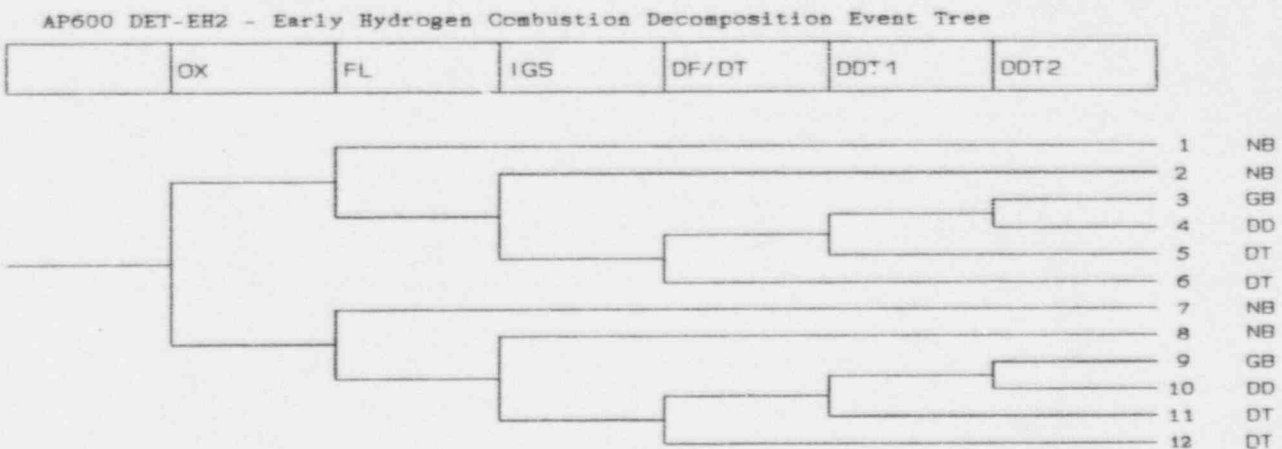 AP600 DET-EH2 - Early Hydrogen Combustion Decomposition Event Tree
OX FL IGS DF/DT DDT1 DDT2
1 NB
2 NB
3 GB
4 DD
5 DT
6 DT
7 NB
8 NB
9 GB
10 DD
11 DT
12 DT